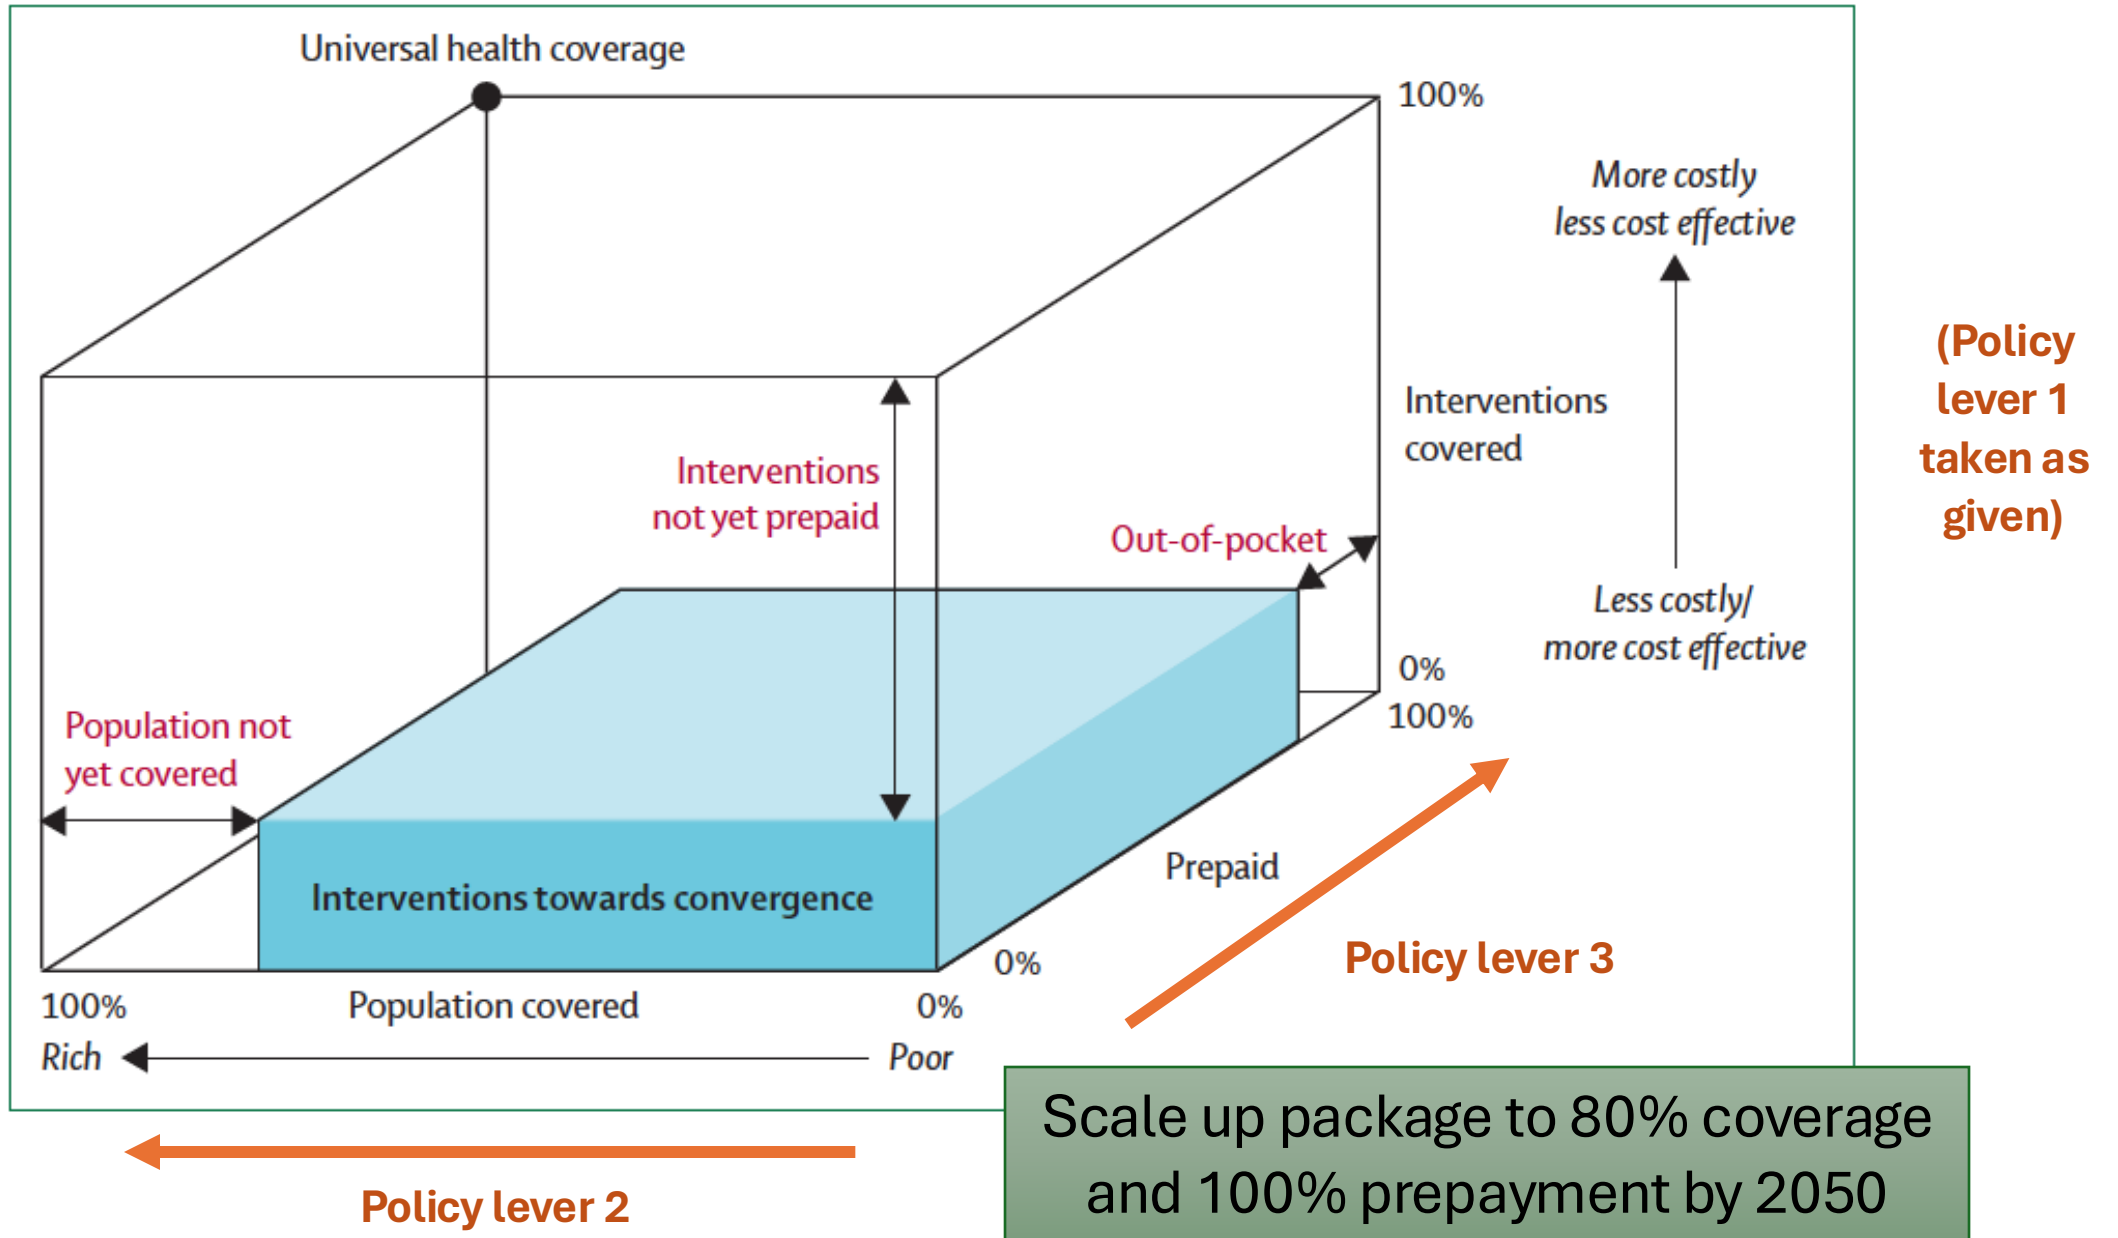 Universal health coverage
100%
More costly
less cost effective
(Policy
lever 1
taken as
given)
Interventions
covered
Interventions
not yet prepaid
Out-of-pocket
Less costly/
more cost effective
0%
100%
Population not
yet covered
Prepaid
Interventions towards convergence
0%
Policy lever 3
100%
Population covered
0%
Rich
Poor
Scale up package to 80% coverage
and 100% prepayment by 2050
Policy lever 2